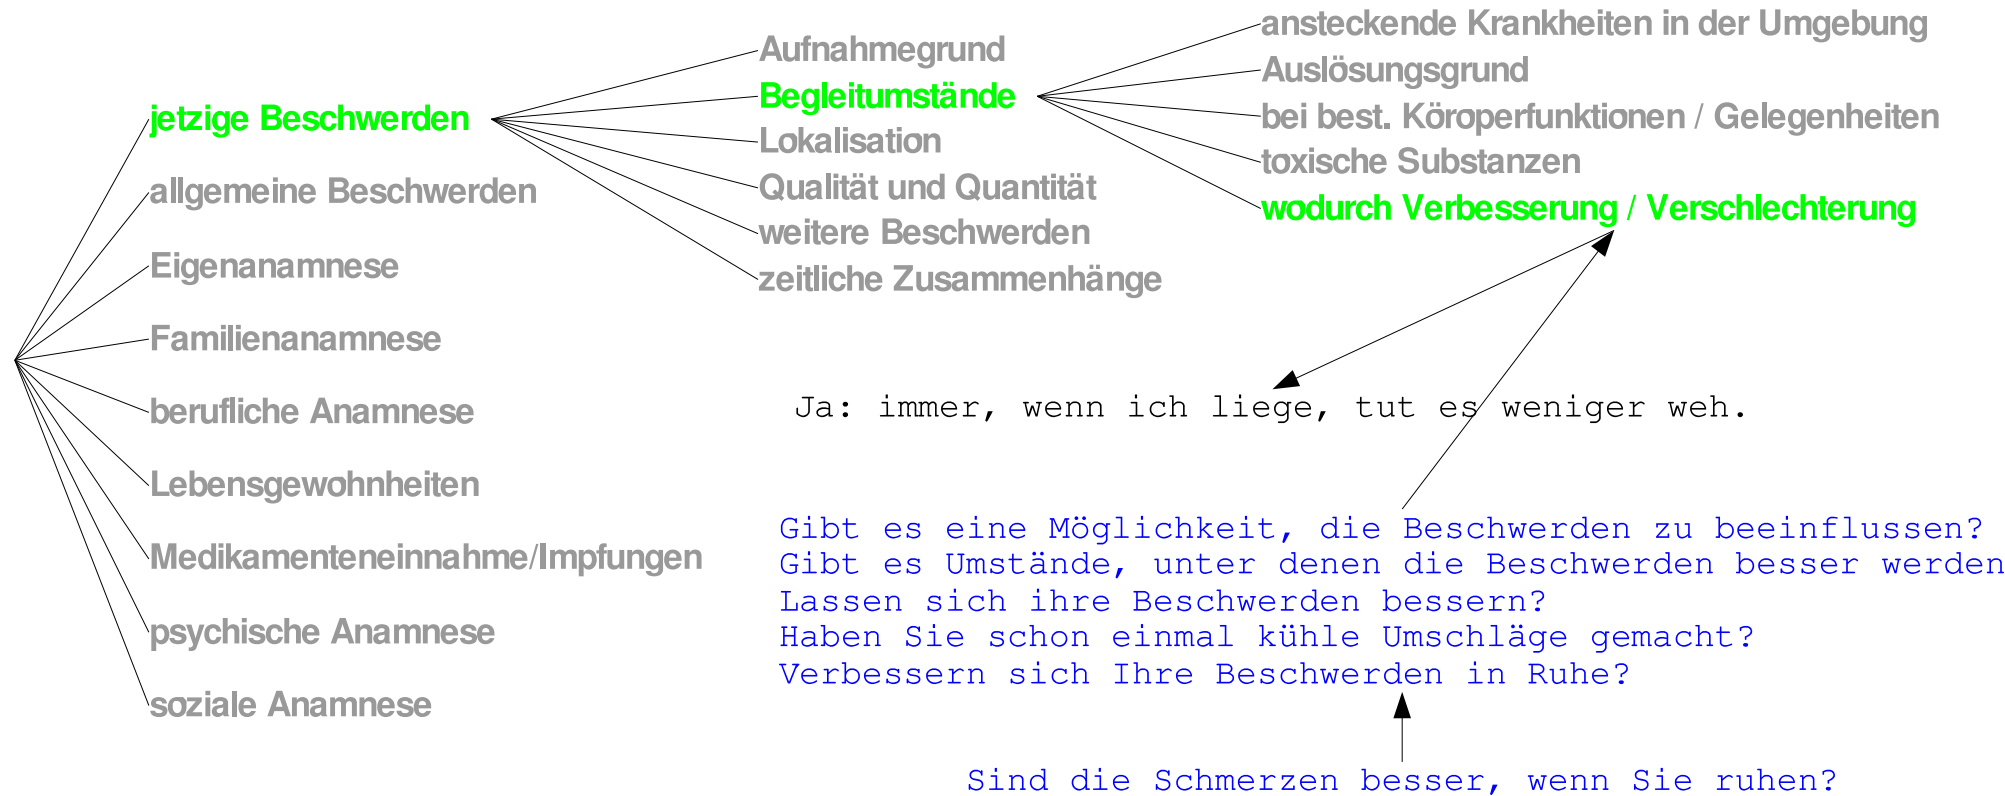 jetzige Beschwerden
allgemeine Beschwerden
Eigenanamnese
Familienanamnese
berufliche Anamnese
Lebensgewohnheiten
Medikamenteneinnahme/Impfungen
psychische Anamnese
soziale Anamnese
Aufnahmegrund
Begleitumstände
Lokalisation
Qualität und Quantität
weitere Beschwerden
zeitliche Zusammenhänge
ansteckende Krankheiten in der Umgebung
Auslösungsgrund
bei best. Köroperfunktionen / Gelegenheiten
toxische Substanzen
wodurch Verbesserung / Verschlechterung
Ja: immer, wenn ich liege, tut es weniger weh.
Gibt es eine Möglichkeit, die Beschwerden zu beeinflussen?
Gibt es Umstände, unter denen die Beschwerden besser werden
Lassen sich ihre Beschwerden bessern?
Haben Sie schon einmal kühle Umschläge gemacht?
Verbessern sich Ihre Beschwerden in Ruhe?
Sind die Schmerzen besser, wenn Sie ruhen?